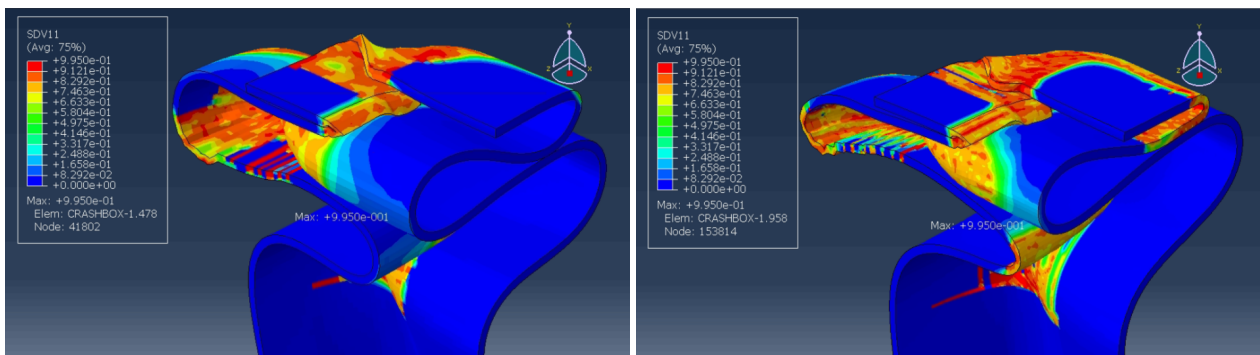 SDV11
(Avg: 75%)
+9.950e-01
+9.121e-01
+8.292e-01
+7.463e-01
+6.633e-01
+5.804e-01
+4.975e-01
+4.146e-01
+3.317e-01
+2.488e-01
+1.658e-01
+8.292e-02
+0.000e+00
Max: +9.950e-01
Elem: CRASHBOX-1.478
Node: 41802
Max: +9.950e-001
Y
Z
X
SDV11
(Avg: 75%)
+9.950e-01
+9.121e-01
+8.292e-01
+7.463e-01
+6.633e-01
+5.804e-01
+4.975e-01
+4.146e-01
+3.317e-01
+2.488e-01
+1.658e-01
+8.292e-02
+0.000e+00
Max: +9.950e-01
Elem: CRASHBOX-1.958
Node: 153814
Max: +9.950e-001
Y
Z
X